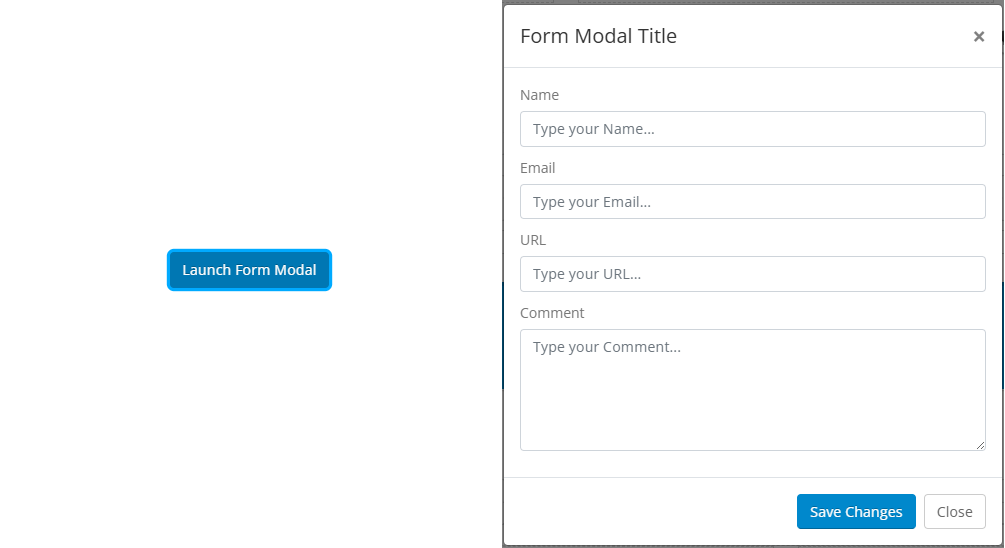 Launch Form Modal
Form Modal Title
×
Name
Type your Name...
Email
Type your Email...
URL
Type your URL...
Comment
Type your Comment...
Save Changes
Close